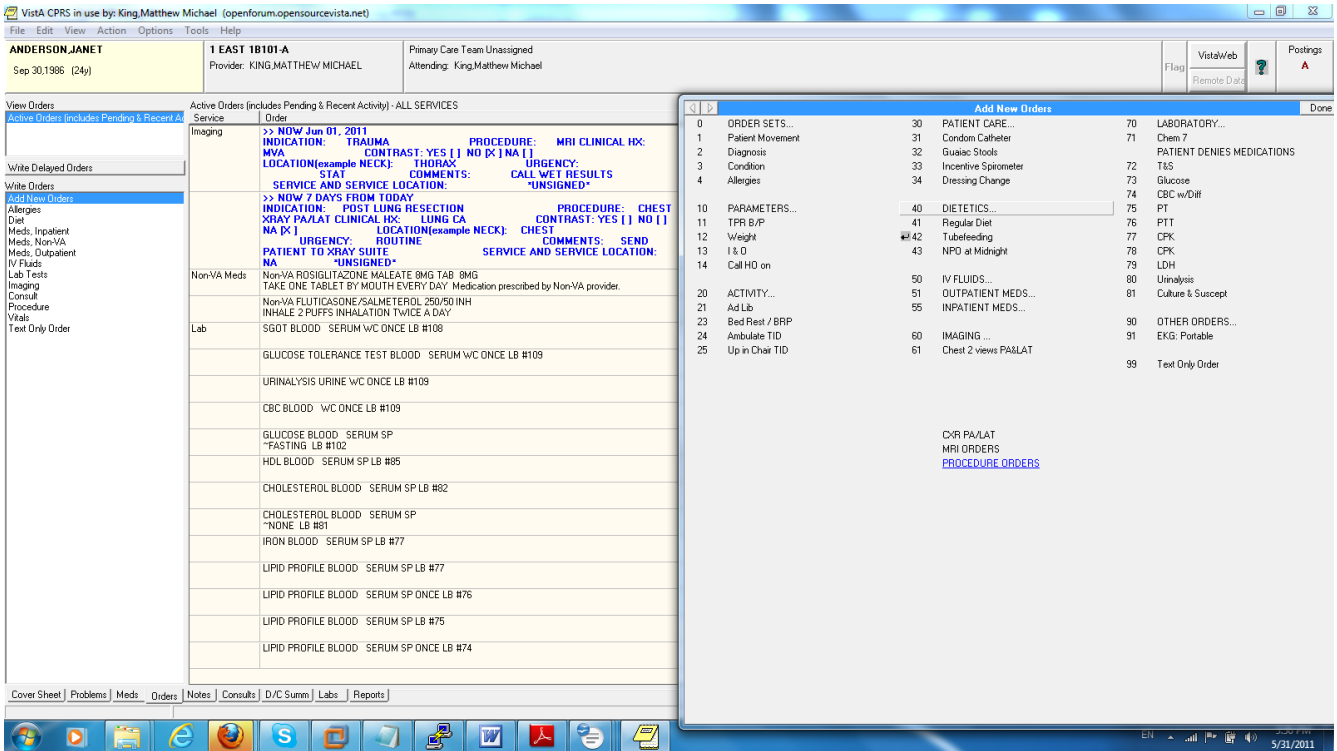 VistA CPRS in use by: King,Matthew Michael (openforum.opensourcevista.net)
File Edit View Action Options Tools Help
ANDERSON,JANET
Sep 30,1986 (24y)
1 EAST 1B101-A
Provider: KING,MATTHEW MICHAEL
Primary Care Team Unassigned
Attending: King,Matthew Michael
Flag
VistaWeb
Remote Data
?
Postings
A
View Orders
Active Orders (includes Pending & Recent Ac
Write Delayed Orders
Write Orders
Add New Orders
Allergies
Diet
Meds, Inpatient
Meds, Non-VA
Meds, Outpatient
IV Fluids
Lab Tests
Imaging
Consult
Procedure
Vitals
Text Only Order
Active Orders (includes Pending & Recent Activity) - ALL SERVICES
Service Order
Imaging >> NOW Jun 01, 2011
INDICATION: TRAUMA PROCEDURE: MRI CLINICAL HX:
MVA CONTRAST: YES [ ] NO [X ] NA [ ]
LOCATION(example NECK): THORAX URGENCY:
STAT COMMENTS: CALL WET RESULTS
SERVICE AND SERVICE LOCATION: *UNSIGNED*
>> NOW 7 DAYS FROM TODAY
INDICATION: POST LUNG RESECTION PROCEDURE: CHEST
XRAY PA/LAT CLINICAL HX: LUNG CA CONTRAST: YES [ ] NO [ ]
NA [X ] LOCATION(example NECK): CHEST
URGENCY: ROUTINE COMMENTS: SEND
PATIENT TO XRAY SUITE SERVICE AND SERVICE LOCATION:
NA *UNSIGNED*
Non-VA Meds Non-VA ROSIGLITAZONE MALEATE 8MG TAB 8MG
TAKE ONE TABLET BY MOUTH EVERY DAY Medication prescribed by Non-VA provider.
Non-VA FLUTICASONE/SALMETEROL 250/50 INH
INHALE 2 PUFFS INHALATION TWICE A DAY
Lab SGOT BLOOD SERUM WC ONCE LB #108
GLUCOSE TOLERANCE TEST BLOOD SERUM WC ONCE LB #109
URINALYSIS URINE WC ONCE LB #109
CBC BLOOD WC ONCE LB #109
GLUCOSE BLOOD SERUM SP
~FASTING LB #102
HDL BLOOD SERUM SP LB #85
CHOLESTEROL BLOOD SERUM SP LB #82
CHOLESTEROL BLOOD SERUM SP
~NONE LB #81
IRON BLOOD SERUM SP LB #77
LIPID PROFILE BLOOD SERUM SP LB #77
LIPID PROFILE BLOOD SERUM SP ONCE LB #76
LIPID PROFILE BLOOD SERUM SP LB #75
LIPID PROFILE BLOOD SERUM SP ONCE LB #74
Add New Orders
Done
0 ORDER SETS...
1 Patient Movement
2 Diagnosis
3 Condition
4 Allergies
10 PARAMETERS...
11 TPR B/P
12 Weight
13 I & O
14 Call HO on
20 ACTIVITY...
21 Ad Lib
23 Bed Rest / BRP
24 Ambulate TID
25 Up in Chair TID
30 PATIENT CARE...
31 Condom Catheter
32 Guaiac Stools
33 Incentive Spirometer
34 Dressing Change
40 DIETETICS...
41 Regular Diet
42 Tubefeeding
43 NPO at Midnight
50 IV FLUIDS...
51 OUTPATIENT MEDS...
55 INPATIENT MEDS...
60 IMAGING ...
61 Chest 2 views PA&LAT
CXR PA/LAT
MRI ORDERS
PROCEDURE ORDERS
70 LABORATORY...
71 Chem 7
PATIENT DENIES MEDICATIONS
72 T&S
73 Glucose
74 CBC w/Diff
75 PT
76 PTT
77 CPK
78 CPK
79 LDH
80 Urinalysis
81 Culture & Suscept
90 OTHER ORDERS...
91 EKG: Portable
99 Text Only Order
Cover Sheet Problems Meds Orders Notes Consults D/C Summ Labs Reports
EN
5/31/2011